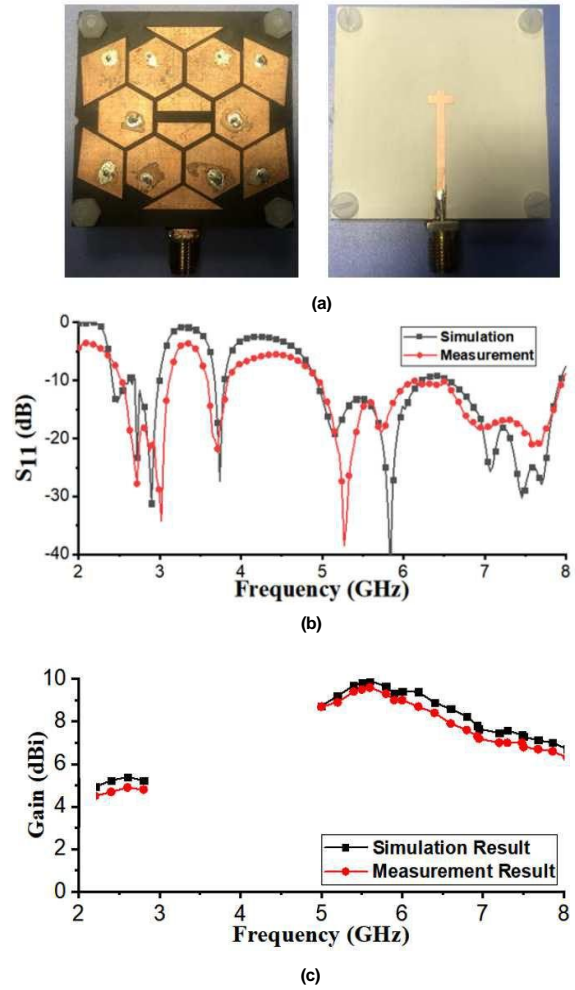 (a)
0
-10
-20
-30
-40
S11 (dB)
Simulation
Measurement
2 3 4 5 6 7 8
Frequency (GHz)
(b)
10
8
6
4
2
0
Gain (dBi)
Simulation Result
Measurement Result
2 3 4 5 6 7 8
Frequency (GHz)
(c)